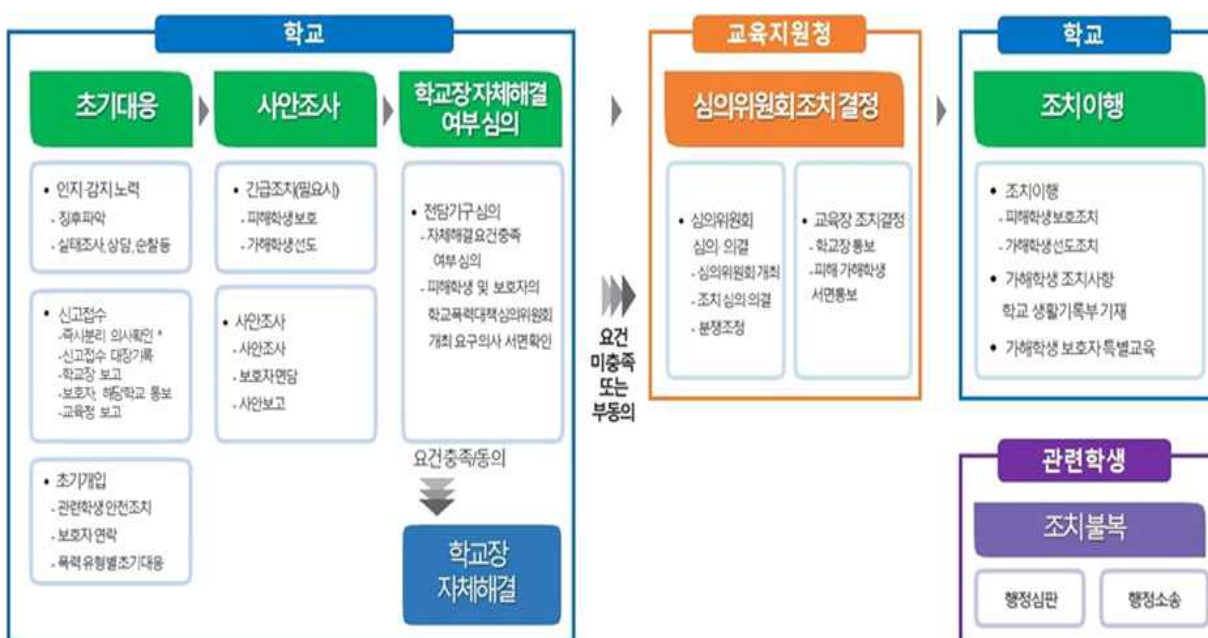 학교
초기대응
• 인지·감지 노력
- 징후파악
- 실태조사, 상담, 순찰 등
• 신고접수
-즉시분리 의사확인 *
-신고접수 대장기록
-학교장 보고
-보호자, 해당학교 통보
-교육청 보고
• 초기개입
- 관련학생 안전조치
- 보호자 연락
- 폭력 유형별 초기대응
사안조사
• 긴급조치(필요시)
- 피해학생 보호
- 가해학생 선도
• 사안조사
- 사안조사
- 보호자 면담
- 사안보고
학교장 자체해결
여부 심의
• 전담기구 심의
- 자체해결 요건충족
여부 심의
- 피해학생 및 보호자의
학교폭력대책심의위원회
개최 요구의사 서면확인
요건충족/동의
학교장
자체해결
요건
미충족
또는
부동의
교육지원청
심의위원회 조치 결정
• 심의위원회
심의·의결
- 심의위원회 개최
- 조치 심의 의결
- 분쟁조정
• 교육장 조치결정
- 학교장 통보
- 피해 가해학생
서면통보
학교
조치 이행
• 조치이행
- 피해학생 보호조치
- 가해학생 선도조치
• 가해학생 조치사항
학교 생활기록부 기재
• 가해학생 보호자 특별교육
관련학생
조치 불복
행정심판
행정소송